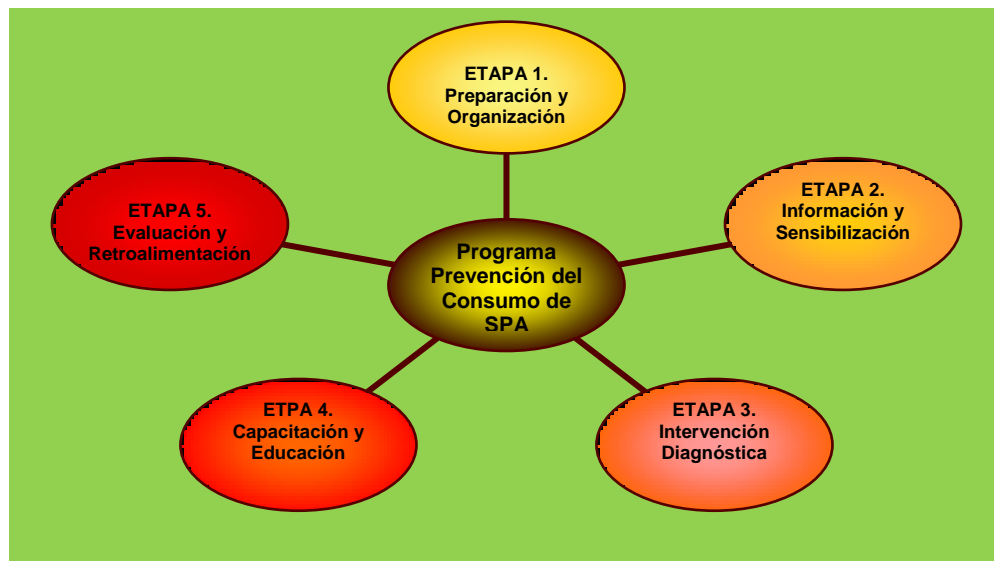 ETAPA 1.
Preparación y
Organización
ETAPA 2.
Información y
Sensibilización
ETAPA 5.
Evaluación y
Retroalimentación
Programa
Prevención del
Consumo de
SPA
ETPA 4.
Capacitación y
Educación
ETAPA 3.
Intervención
Diagnóstica